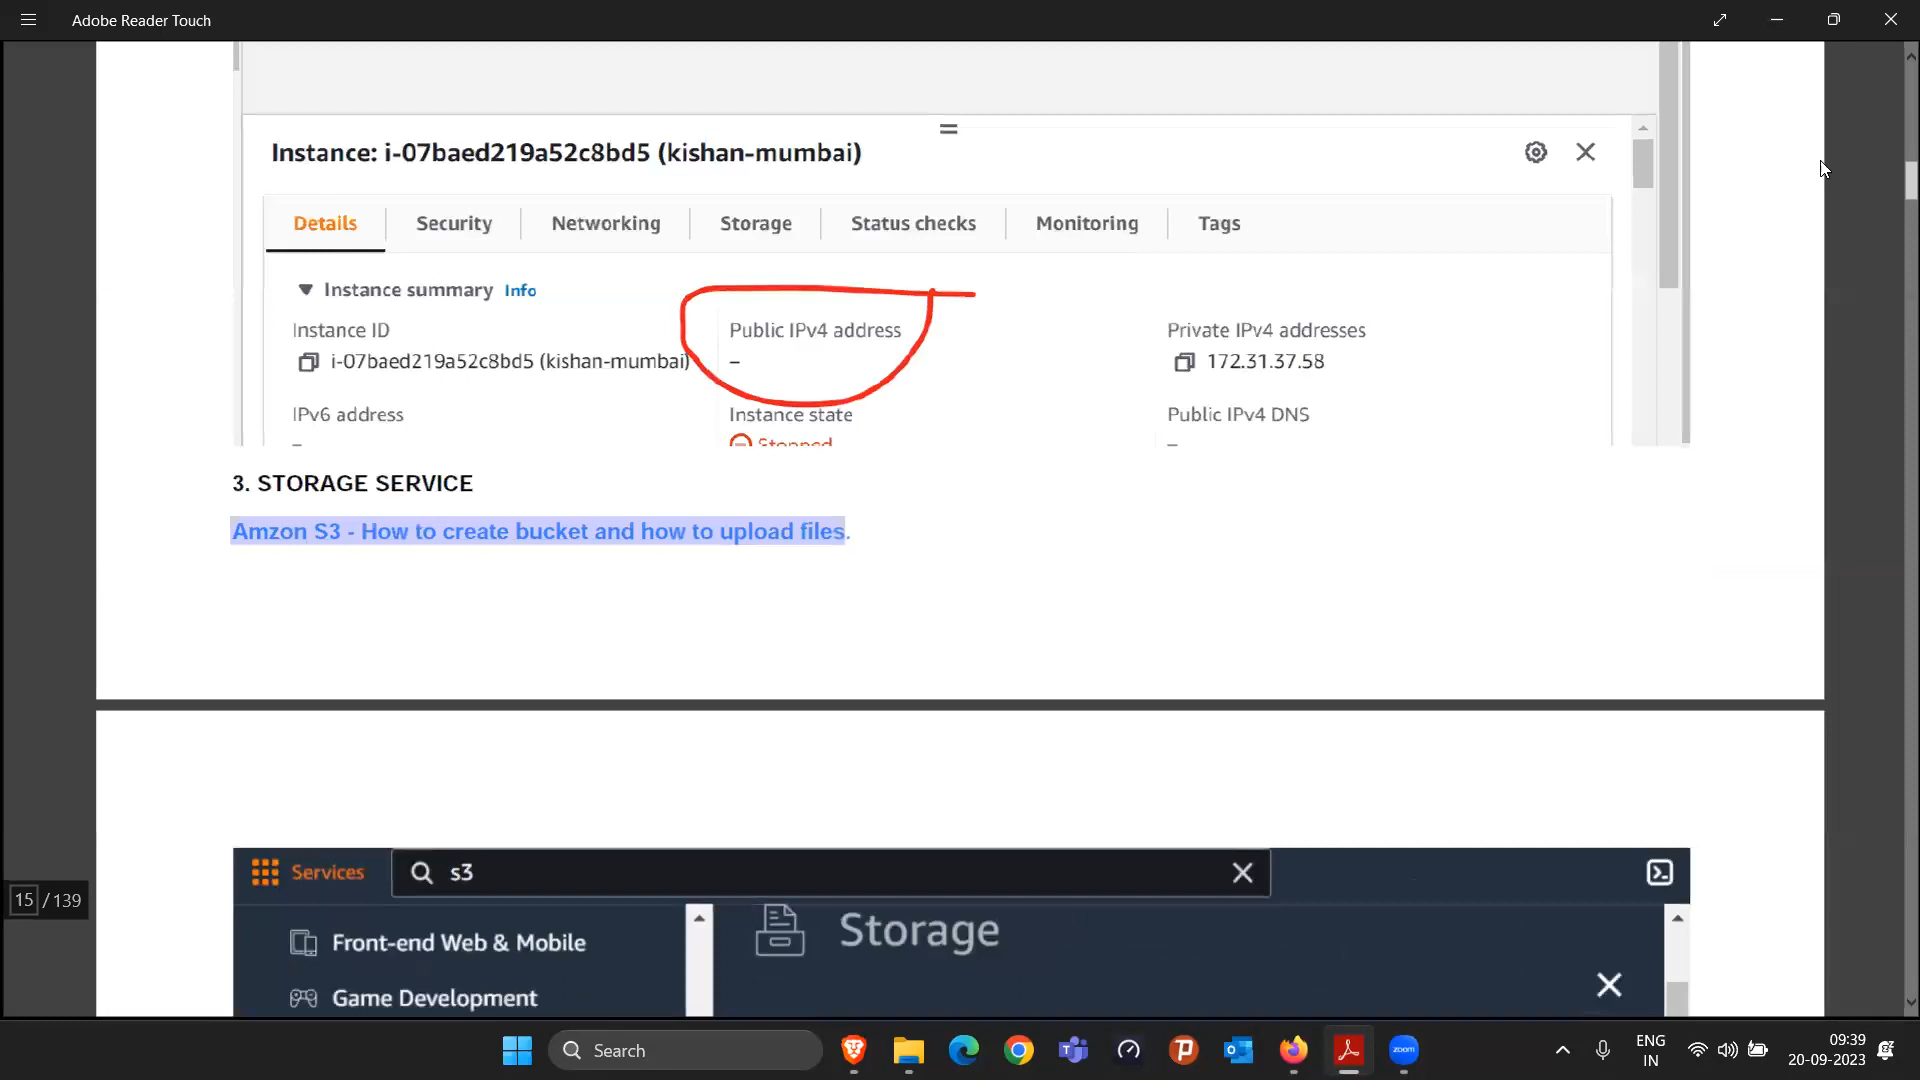 Adobe Reader Touch
Instance: i-07baed219a52c8bd5 (kishan-mumbai)
Details
Security
Networking
Storage
Status checks
Monitoring
Tags
Instance summary Info
Instance ID
Public IPv4 address
Private IPv4 addresses
i-07baed219a52c8bd5 (kishan-mumbai)
–
172.31.37.58
IPv6 address
Instance state
Public IPv4 DNS
–
Stopped
–
3. STORAGE SERVICE
Amzon S3 - How to create bucket and how to upload files.
Services
s3
15 / 139
Storage
Front-end Web & Mobile
Game Development
Search
zoom
ENG
IN
09:39
20-09-2023